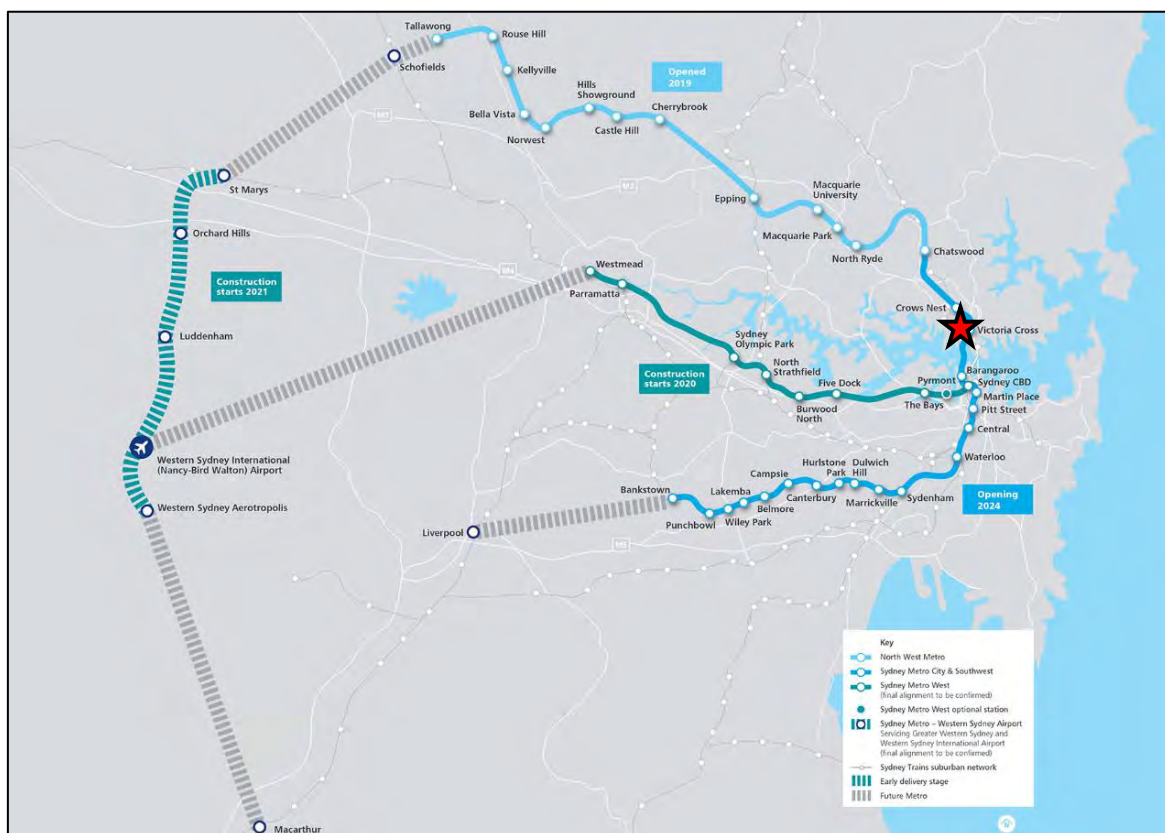 Tallawong
Rouse Hill
Schofields
Kellyville
Opened
2019
Hills
Showground
Cherrybrook
Bella Vista
Castle Hill
Norwest
M7
St Marys
M2
Macquarie
University
Epping
Orchard Hills
Macquarie Park
North Ryde
Chatswood
Westmead
M4
Construction
starts 2021
Parramatta
Crows Nest
Victoria Cross
Luddenham
Sydney
Olympic Park
North
Strathfield
Construction
starts 2020
Five Dock
Pyrmont
Barangaroo
Sydney CBD
Martin Place
Burwood
North
The Bays
Pitt Street
Central
Western Sydney International
(Nancy-Bird Walton) Airport
Waterloo
Hurlstone
Park
Dulwich
Hill
Campsie
Lakemba
Bankstown
Canterbury
Marrickville
Sydenham
Opening
2024
Western Sydney Aerotropolis
Belmore
Punchbowl
Wiley Park
Liverpool
M5
Key
North West Metro
Sydney Metro City & Southwest
Sydney Metro West
(final alignment to be confirmed)
Sydney Metro West optional station
Sydney Metro – Western Sydney Airport
Servicing Greater Western Sydney and
Western Sydney International Airport
(final alignment to be confirmed)
Sydney Trains suburban network
Early delivery stage
Future Metro
Macarthur